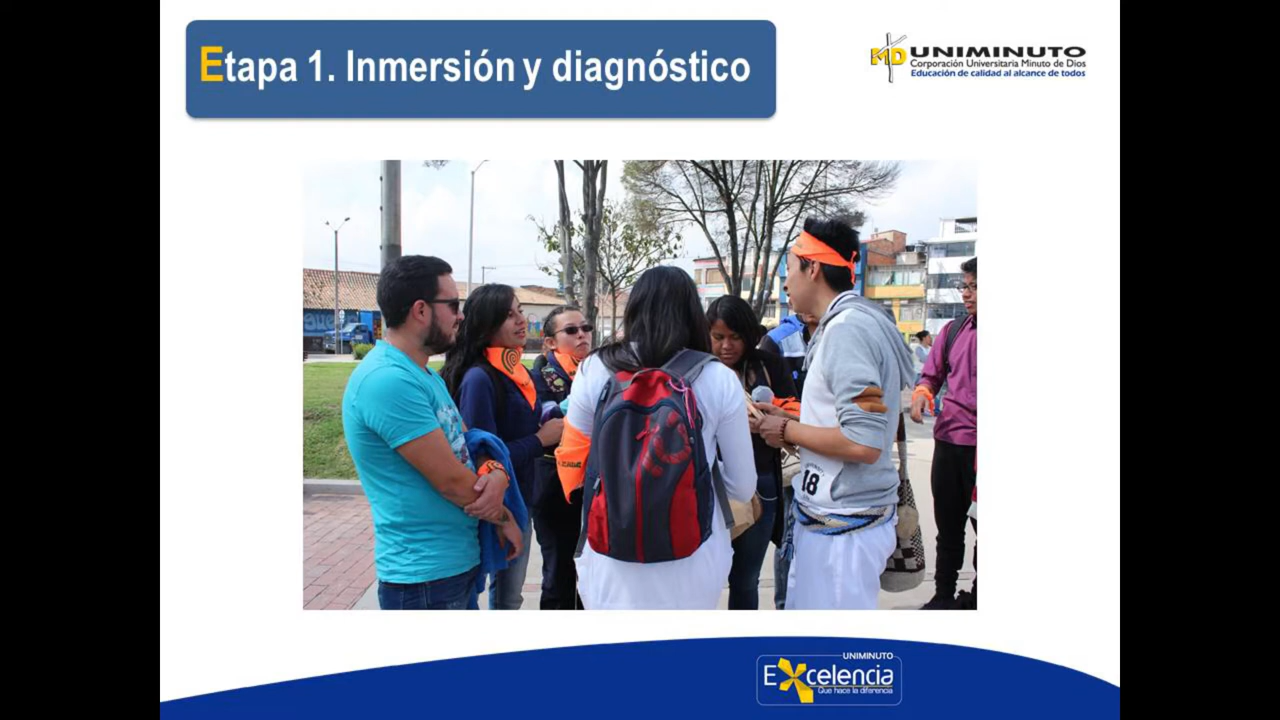 Etapa 1. Inmersión y diagnóstico
MD UNIMINUTO
Corporación Universitaria Minuto de Dios
Educación de calidad al alcance de todos
18
UNIMINUTO
Excelencia
Que hace la diferencia